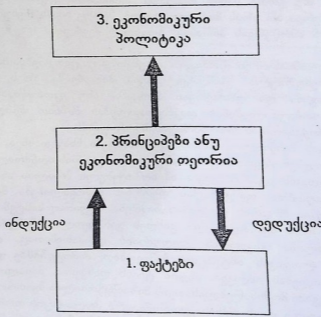 3. ეკონომიკური
პოლიტიკა
2. პრინციპები ანუ
ეკონომიკური თეორია
ინდუქცია
დედუქცია
1. ფაქტები